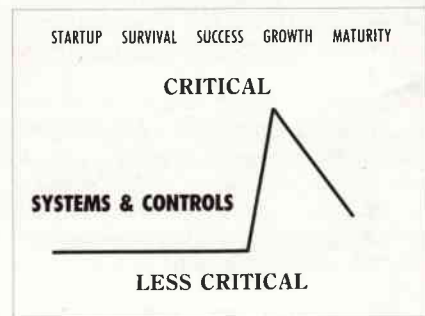 STARTUP SURVIVAL SUCCESS GROWTH MATURITY
CRITICAL
SYSTEMS & CONTROLS
LESS CRITICAL